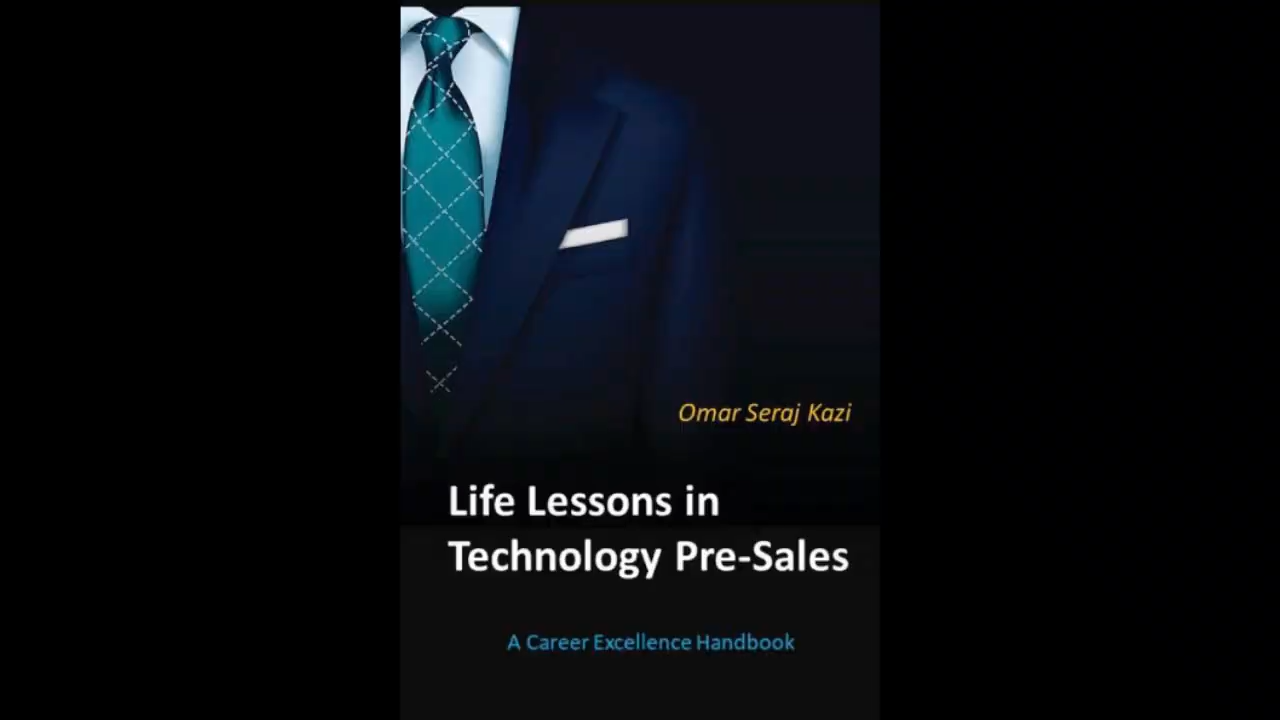 Omar Seraj Kazi
Life Lessons in
Technology Pre-Sales
A Career Excellence Handbook